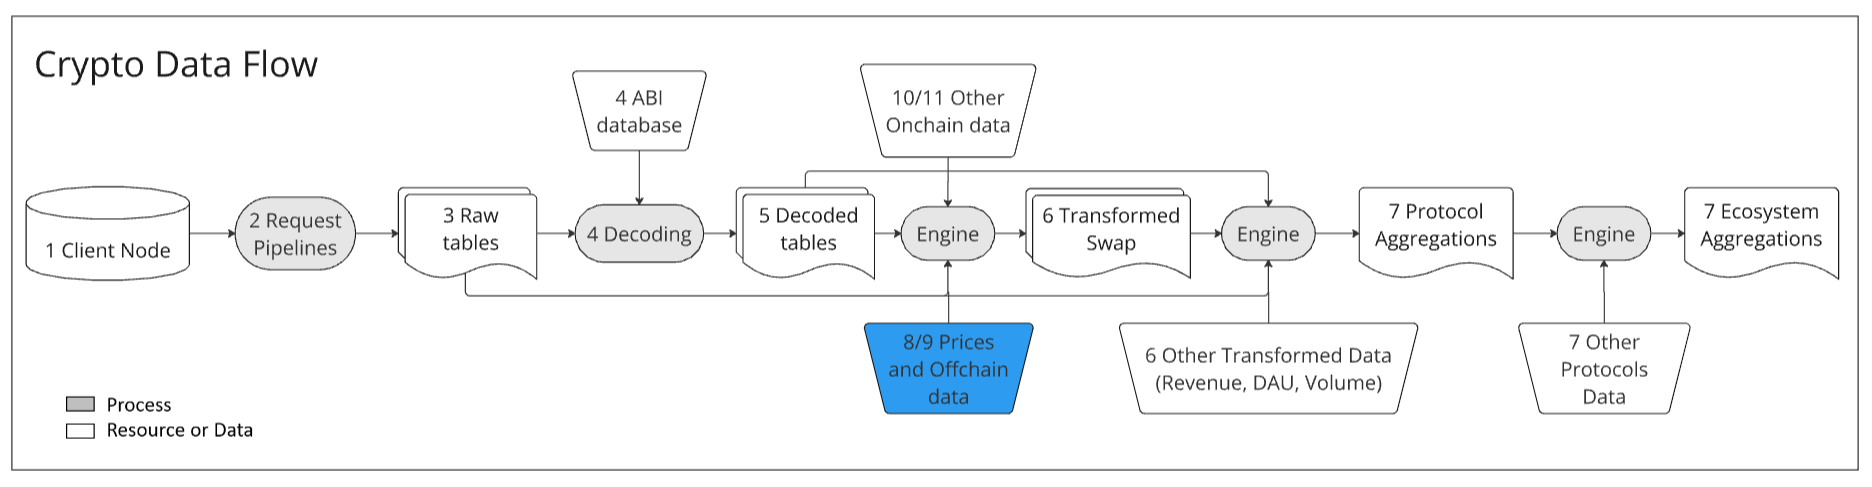 Crypto Data Flow
4 ABI
database
10/11 Other
Onchain data
1 Client Node
2 Request
Pipelines
3 Raw
tables
4 Decoding
5 Decoded
tables
Engine
6 Transformed
Swap
Engine
7 Protocol
Aggregations
Engine
7 Ecosystem
Aggregations
8/9 Prices
and Offchain
data
6 Other Transformed Data
(Revenue, DAU, Volume)
7 Other
Protocols
Data
Process
Resource or Data